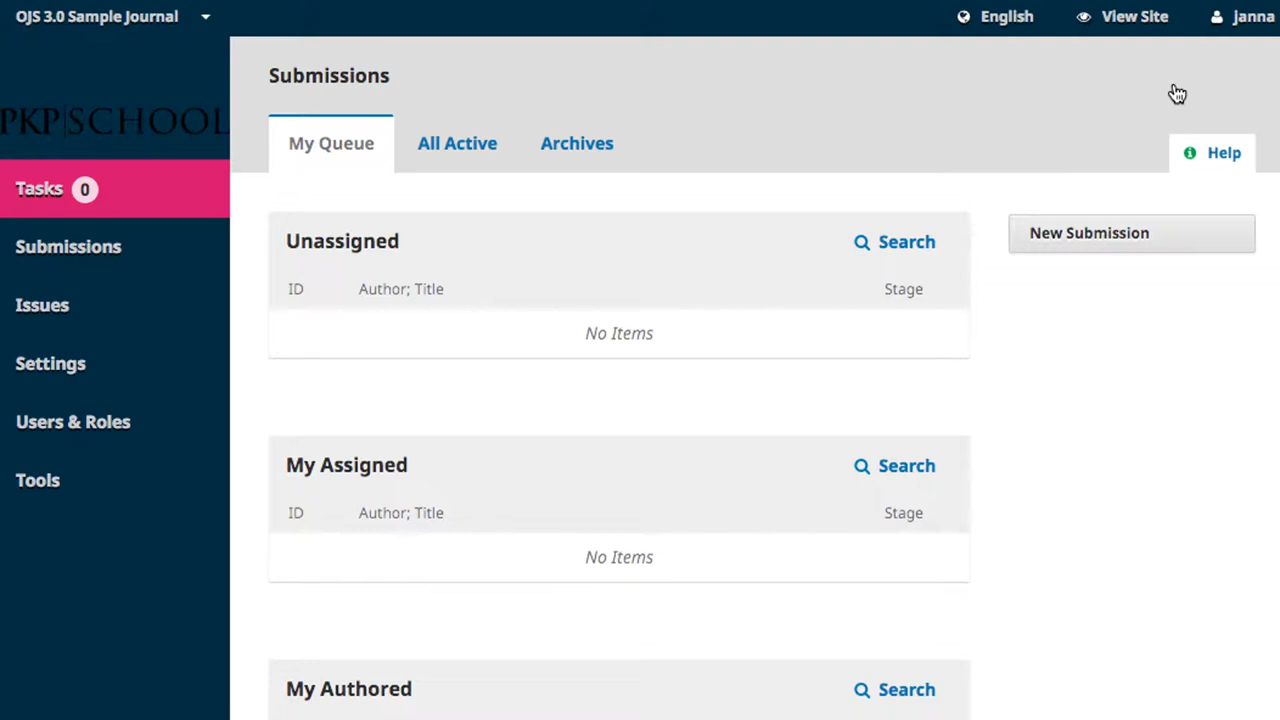 OJS 3.0 Sample Journal English View Site Janna
PKP|SCHOOL
Tasks 0
Submissions
Issues
Settings
Users & Roles
Tools
Submissions
My Queue All Active Archives
Help
New Submission
Unassigned Search
ID Author; Title Stage
No Items
My Assigned Search
ID Author; Title Stage
No Items
My Authored Search